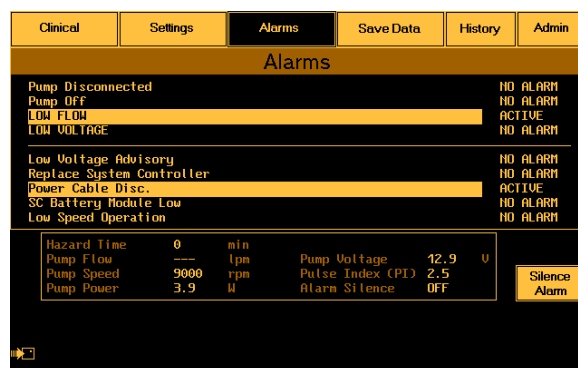 Clinical Settings Alarms Save Data History Admin
Alarms
Pump Disconnected NO ALARM
Pump Off NO ALARM
LOW FLOW ACTIVE
LOW VOLTAGE NO ALARM
Low Voltage Advisory NO ALARM
Replace System Controller NO ALARM
Power Cable Disc. ACTIVE
SC Battery Module Low NO ALARM
Low Speed Operation NO ALARM
Hazard Time 0 min
Pump Flow --- lpm Pump Voltage 12.9 V
Pump Speed 9000 rpm Pulse Index (PI) 2.5
Pump Power 3.9 W Alarm Silence OFF
Silence
Alarm